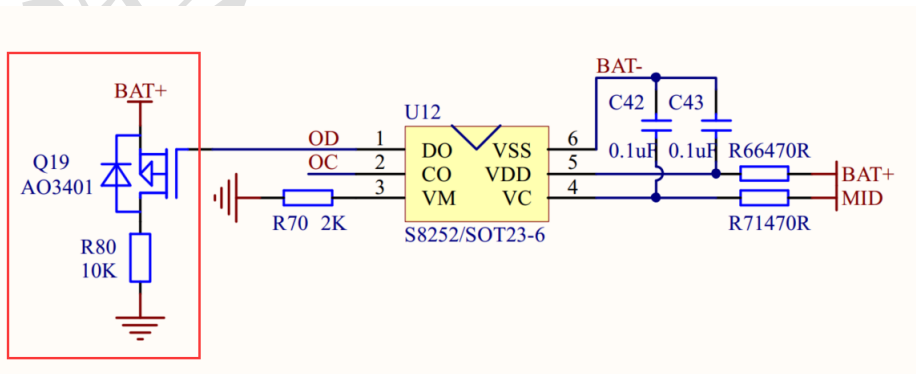 BAT+
Q19
AO3401
R80
10K
OD
OC
R70 2K
U12
1
2
3
DO
CO
VM
VSS
VDD
VC
6
5
4
S8252/SOT23-6
BAT-
C42
C43
0.1uF
0.1uF
R66470R
R71470R
BAT+
MID